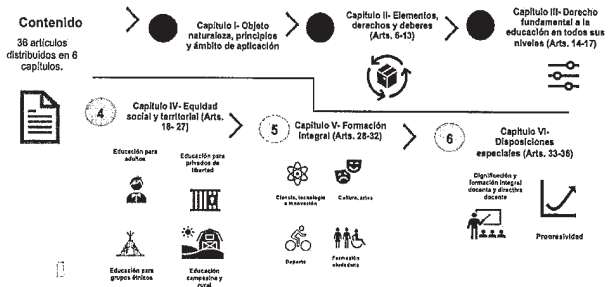 Contenido
36 artículos
distribuidos en 6
capítulos.
Capítulo I- Objeto
naturaleza, principios
y ámbito de aplicación
Capítulo II- Elementos,
derechos y deberes
(Arts. 6-13)
Capítulo III- Derecho
fundamental a la
educación en todos sus
niveles (Arts. 14-17)
4
Capítulo IV- Equidad
social y territorial (Arts.
18- 27)
Educación para
adultos
Educación para
privados de
libertad
Educación para
grupos étnicos
Educación
campesina y
rural
5
Capítulo V- Formación
Integral (Arts. 28-32)
Ciencia, tecnología
e innovación
Cultura, artes
Deporte
Formación
ciudadana
6
Capítulo VI-
Disposiciones
especiales (Arts. 33-36)
Dignificación y
formación integral
docente y directiva
docente
Progresividad